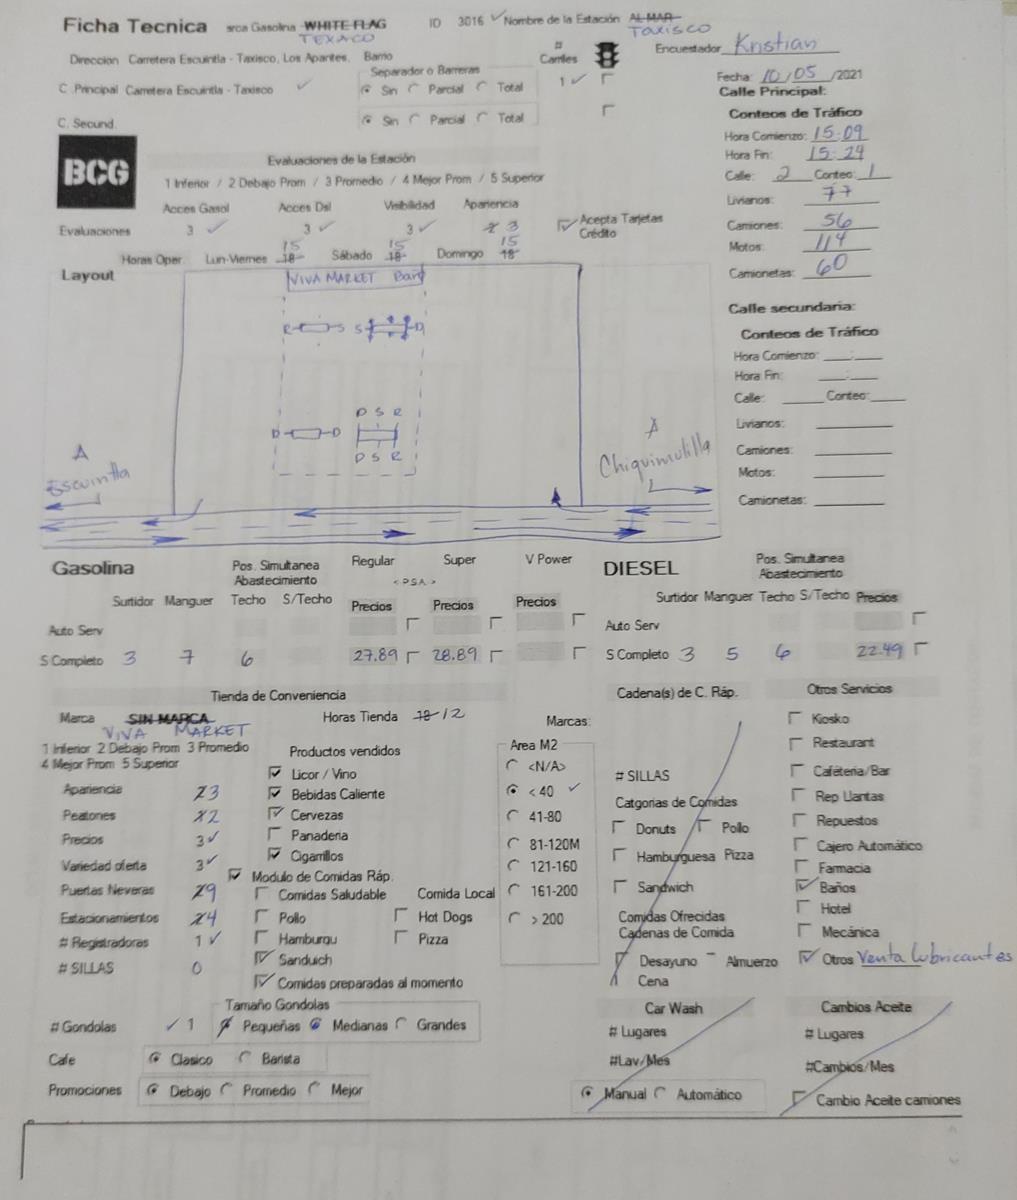 Ficha Tecnica arca Gasolina WHITE FLAG ID 3016 ✓ Nombre de la Estación AL MAR
TEXACO Taxisco
Encuestador Kristian
Direccion Carretera Escuintla - Taxisco, Los Apantes, Barrio # Carriles
Separador o Barreras
Fecha: 10/05/2021
C. Principal Carretera Escuintla - Taxisco ✓ Sin Parcial Total 1 ✓
Calle Principal:
C. Secund. Sin Parcial Total
Conteos de Tráfico
Hora Comienzo: 15:09
Hora Fin: 15:24
Calle: 2 Conteo: 1
Livianos: 77
Camiones: 56
Motos: 114
Camionetas: 60
BCG
Evaluaciones de la Estación
1 Inferior / 2 Debajo Prom / 3 Promedio / 4 Mejor Prom / 5 Superior
Acces Gasol Acces Dsl Visibilidad Apariencia
Evaluaciones 3 ✓ 3 ✓ 3 ✓ 3
Acepta Tarjetas
Crédito
15 15 15
Horas Oper. Lun-Viernes 18 Sábado 18 Domingo 18
Layout
VIVA MARKET Bañ
R S S D
D S R
D D
D S R
A
Escuintla
A
Chiquimulilla
Calle secundaria:
Conteos de Tráfico
Hora Comienzo: ___:___
Hora Fin: ___:___
Calle: Conteo:
Livianos:
Camiones:
Motos:
Camionetas:
Gasolina Pos. Simultanea
Abastecimiento
Regular Super V Power
<P.S.A.>
Surtidor Manguer Techo S/Techo Precios Precios Precios
Auto Serv
S Completo 3 7 6 27.89 28.89
DIESEL Pos. Simultanea
Abastecimiento
Surtidor Manguer Techo S/Techo Precios
Auto Serv
S Completo 3 5 6 22.49
Tienda de Conveniencia
Marca SIN MARCA Horas Tienda 18 12
VIVA MARKET
1 Inferior 2 Debajo Prom 3 Promedio
4 Mejor Prom 5 Superior
Apariencia 3
Peatones 2
Precios 3 ✓
Variedad oferta 3 ✓
Puertas Neveras 9
Estacionamientos 4
# Registradoras 1 ✓
# SILLAS 0
Productos vendidos
Licor / Vino
Bebidas Caliente
Cervezas
Panaderia
Cigarrillos
Modulo de Comidas Ráp.
Comidas Saludable Comida Local
Pollo Hot Dogs
Hamburgu Pizza
Sanduich
Comidas preparadas al momento
Marcas:
Area M2
<N/A>
< 40 ✓
41-80
81-120M
121-160
161-200
> 200
Tamaño Gondolas
# Gondolas ✓ 1 Pequeñas Medianas Grandes
Cafe Clasico Barista
Promociones Debajo Promedio Mejor
Cadena(s) de C. Ráp.
# SILLAS
Catgorias de Comidas
Donuts Pollo
Hamburguesa Pizza
Sandwich
Comidas Ofrecidas
Cadenas de Comida
Desayuno Almuerzo
Cena
Car Wash
# Lugares
#Lav/Mes
Manual Automático
Otros Servicios
Kiosko
Restaurant
Cafeteria/Bar
Rep Llantas
Repuestos
Cajero Automático
Farmacia
Baños
Hotel
Mecánica
Otros Venta lubricantes
Cambios Aceite
# Lugares
#Cambios/Mes
Cambio Aceite camiones